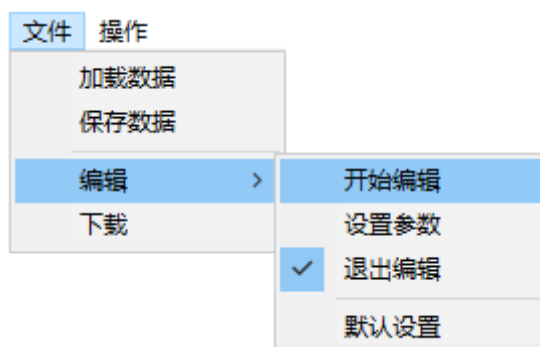 文件 操作
加载数据
保存数据
编辑
下载
开始编辑
设置参数
退出编辑
默认设置